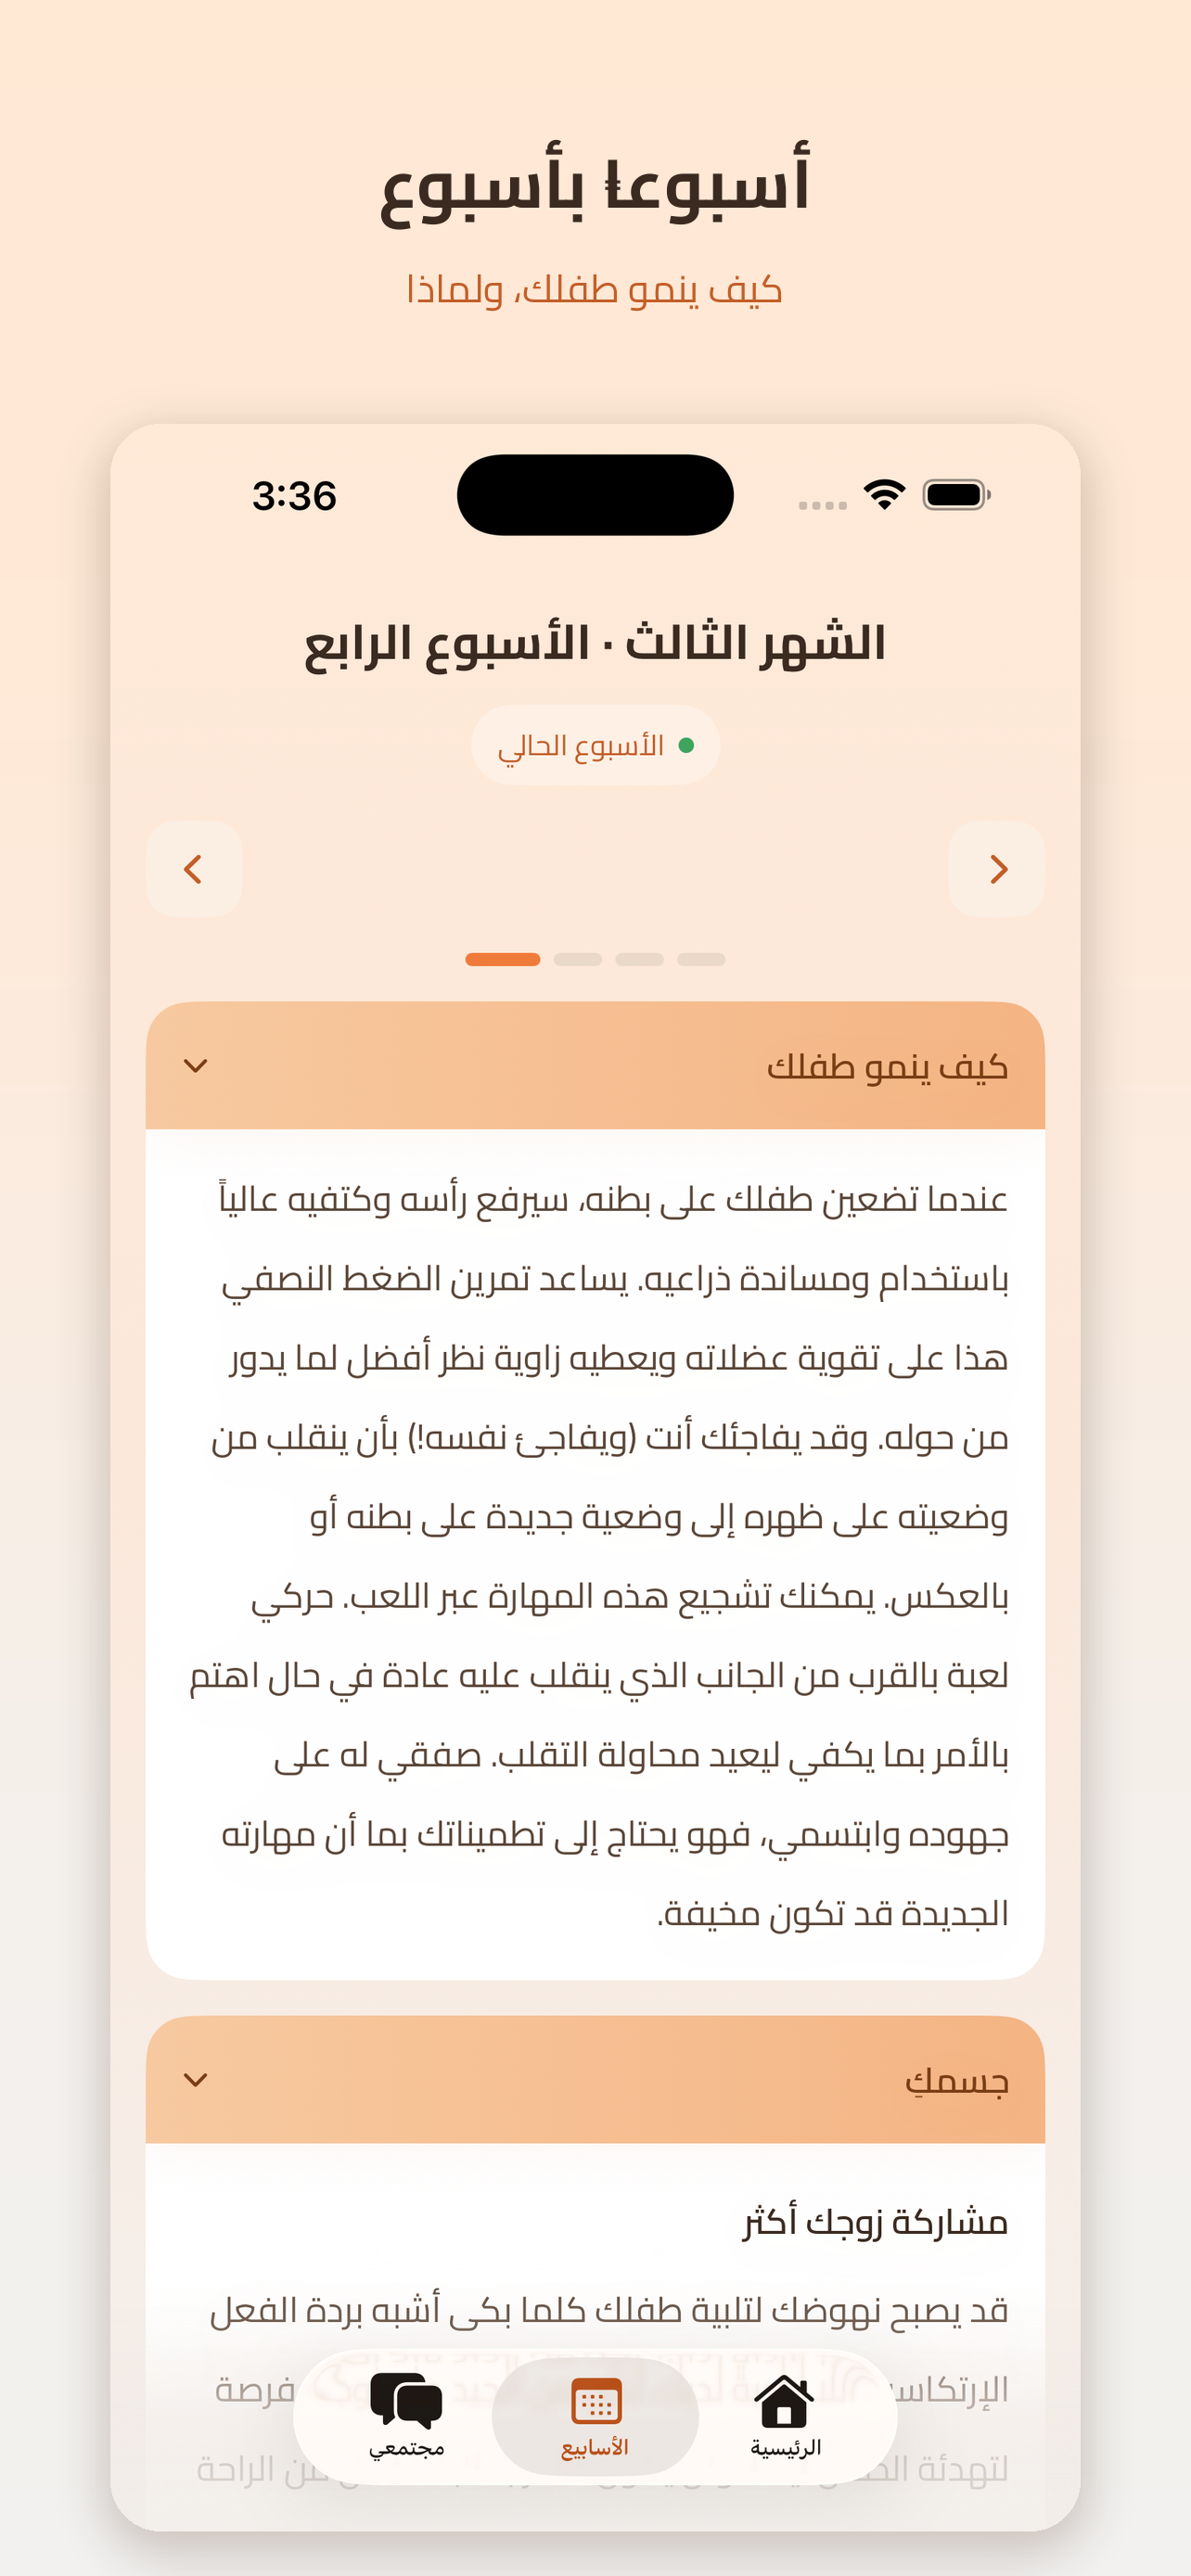 أسبوعاً بأسبوع
كيف ينمو طفلك، ولماذا
3:36
الشهر الثالث · الأسبوع الرابع
الأسبوع الحالي
كيف ينمو طفلك
عندما تضعين طفلك على بطنه، سيرفع رأسه وكتفيه عالياً
باستخدام ومساندة ذراعيه. يساعد تمرين الضغط النصفي
هذا على تقوية عضلاته ويعطيه زاوية نظر أفضل لما يدور
من حوله. وقد يفاجئك أنت (ويفاجئ نفسه!) بأن ينقلب من
وضعيته على ظهره إلى وضعية جديدة على بطنه أو
بالعكس. يمكنك تشجيع هذه المهارة عبر اللعب. حركي
لعبة بالقرب من الجانب الذي ينقلب عليه عادة في حال اهتم
بالأمر بما يكفي ليعيد محاولة التقلب. صفقي له على
جهوده وابتسمي، فهو يحتاج إلى تطميناتك بما أن مهارته
الجديدة قد تكون مخيفة.
جسمكِ
مشاركة زوجك أكثر
قد يصبح نهوضك لتلبية طفلك كلما بكى أشبه بردة الفعل
فرصة
لتهدئة من الراحة
الرئيسية
الأسابيع
مجتمعي